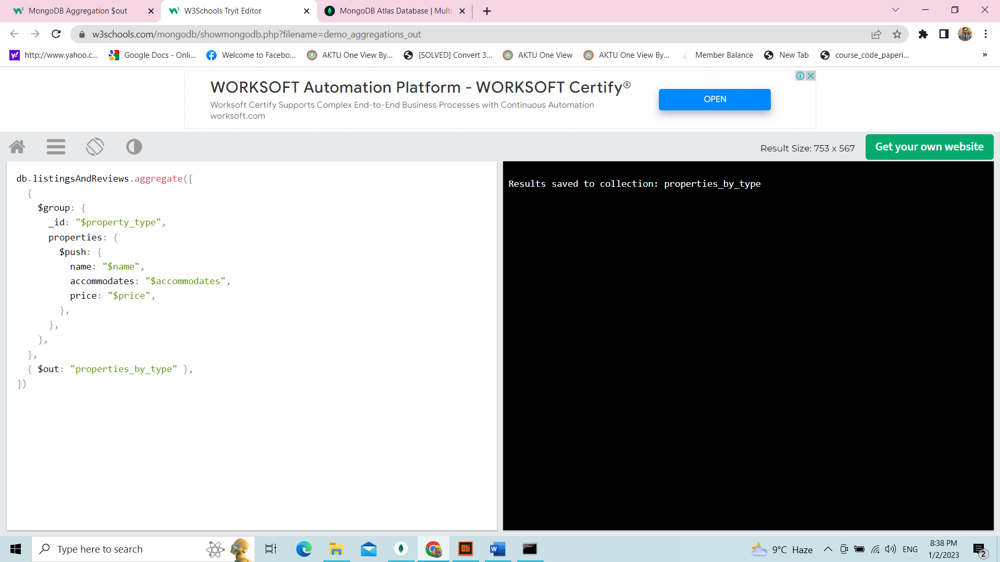 MongoDB Aggregation $out
W3Schools Tryit Editor
MongoDB Atlas Database | Multi-
w3schools.com/mongodb/showmongodb.php?filename=demo_aggregations_out
http://www.yahoo.c...
Google Docs - Onli...
Welcome to Facebo...
AKTU One View By...
[SOLVED] Convert 3...
AKTU One View
AKTU One View By...
Member Balance
New Tab
course_code_paperi...
»
WORKSOFT Automation Platform - WORKSOFT Certify®
Worksoft Certify Supports Complex End-to-End Business Processes with Continuous Automation
worksoft.com
OPEN
Result Size: 753 x 567
Get your own website
db.listingsAndReviews.aggregate([
{
$group: {
_id: "$property_type",
properties: {
$push: {
name: "$name",
accommodates: "$accommodates",
price: "$price",
},
},
},
},
{ $out: "properties_by_type" },
])
Results saved to collection: properties_by_type
Type here to search
9°C Haze
ENG
8:38 PM
1/2/2023
2